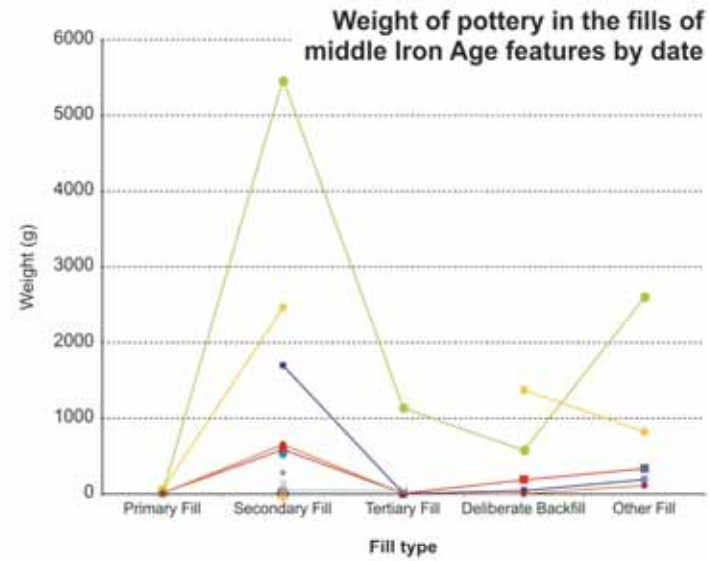 Weight of pottery in the fills of
middle Iron Age features by date
6000
5000
4000
3000
2000
1000
0
Weight (g)
Primary Fill Secondary Fill Tertiary Fill Deliberate Backfill Other Fill
Fill type